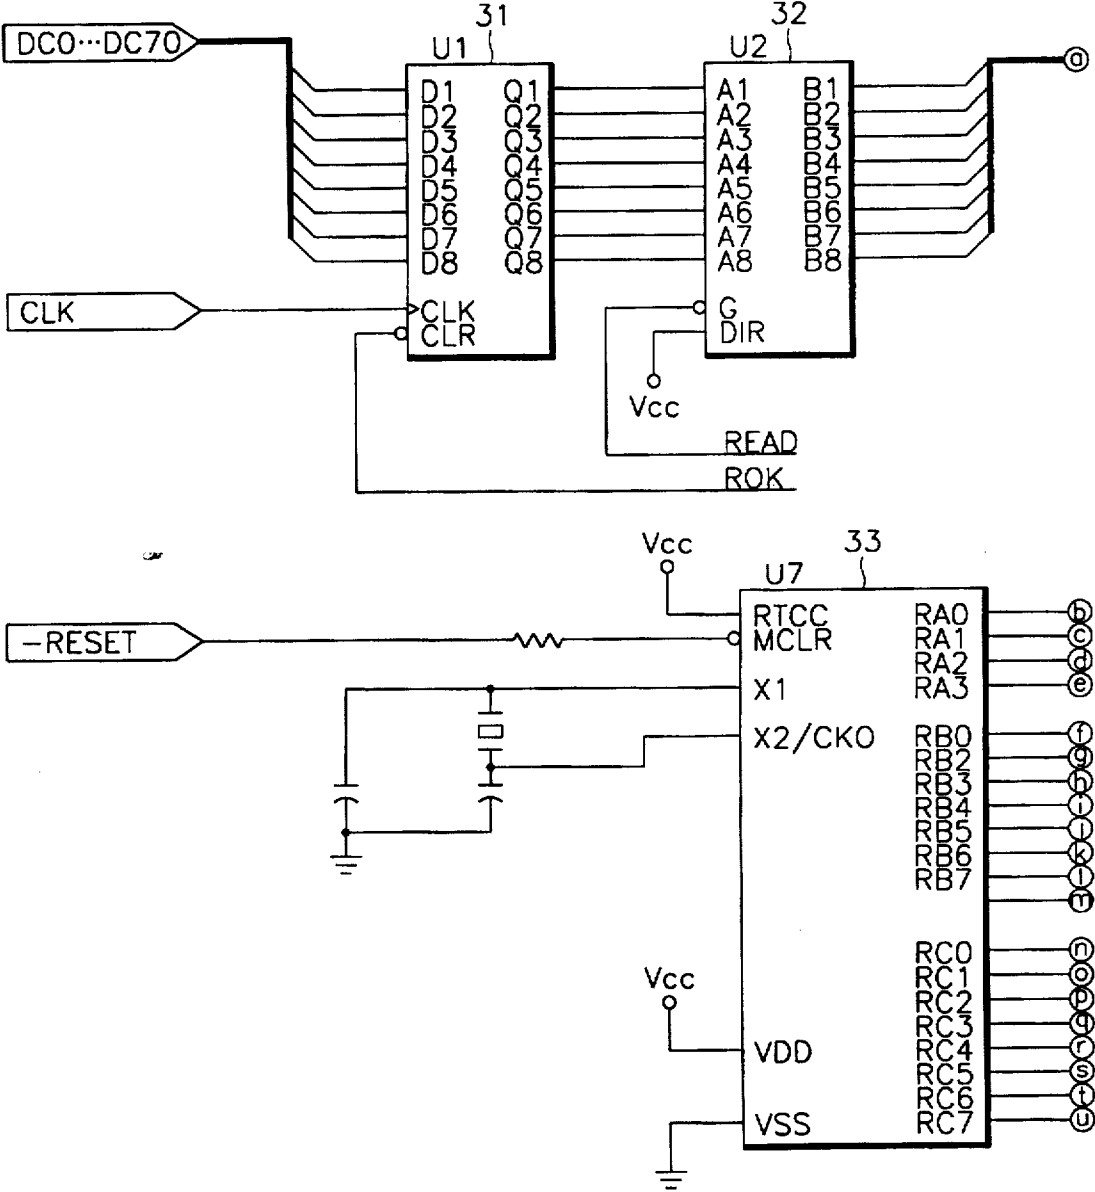 31
32
DC0···DC70
U1
U2
a
D1 Q1 A1 B1
D2 Q2 A2 B2
D3 Q3 A3 B3
D4 Q4 A4 B4
D5 Q5 A5 B5
D6 Q6 A6 B6
D7 Q7 A7 B7
D8 Q8 A8 B8
CLK
CLK
CLR
G
DIR
Vcc
READ
ROK
Vcc
33
U7
RTCC RA0 b
-RESET
MCLR RA1 c
RA2 d
X1 RA3 e
X2/CKO RB0 f
RB2 g
RB3 h
RB4 i
RB5 j
RB6 k
RB7 l
m
RC0 n
Vcc
RC1 o
RC2 p
RC3 q
VDD RC4 r
RC5 s
RC6 t
VSS RC7 u